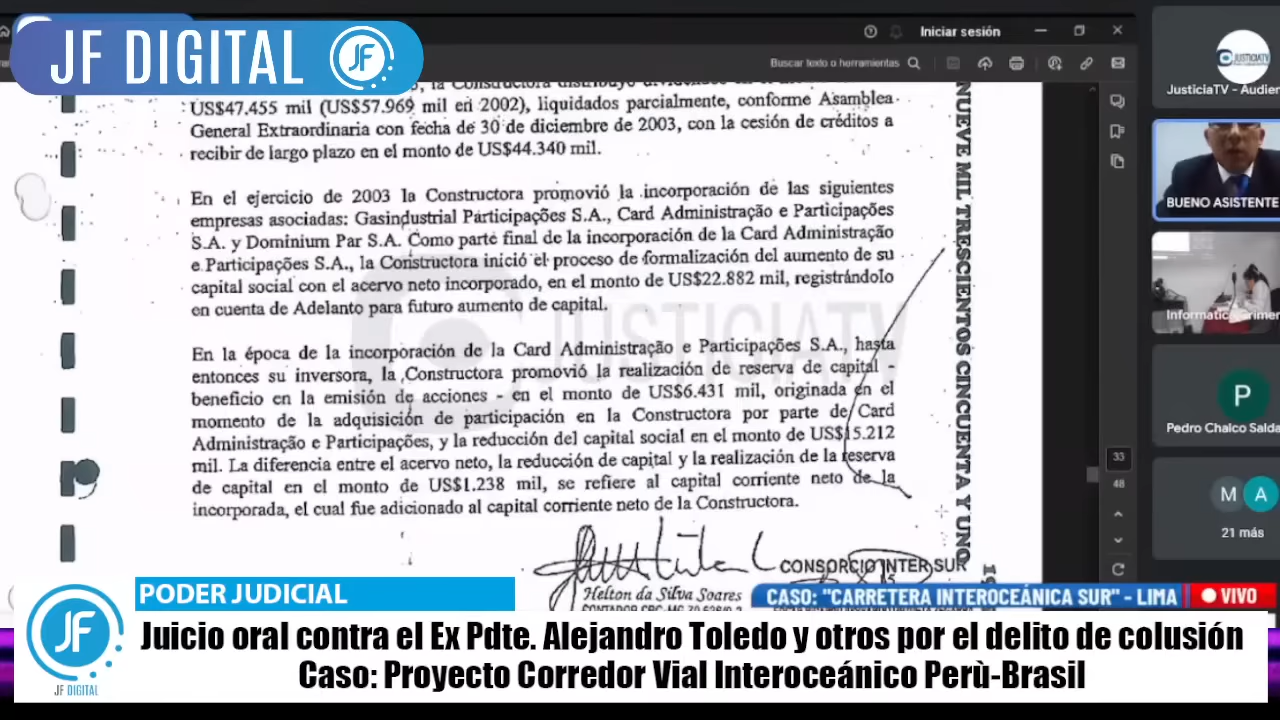 JF DIGITAL
Iniciar sesión
Buscar texto o herramientas
US$47.455 mil (US$57.969 mil en 2002), liquidados parcialmente, conforme Asamblea
General Extraordinaria con fecha de 30 de diciembre de 2003, con la cesión de créditos a
recibir de largo plazo en el monto de US$44.340 mil.
En el ejercicio de 2003 la Constructora promovió la incorporación de las siguientes
empresas asociadas: Gasindustrial Participações S.A., Card Administração e Participações
S.A. y Dominium Par S.A. Como parte final de la incorporación de la Card Administração
e Participações S.A., la Constructora inició el proceso de formalización del aumento de su
capital social con el acervo neto incorporado, en el monto de US$22.882 mil, registrándolo
en cuenta de Adelanto para futuro aumento de capital.
En la época de la incorporación de la Card Administração e Participações S.A., hasta
entonces su inversora, la Constructora promovió la realización de reserva de capital -
beneficio en la emisión de acciones - en el monto de US$6.431 mil, originada en el
momento de la adquisición de participación en la Constructora por parte de Card
Administração e Participações, y la reducción del capital social en el monto de US$15.212
mil. La diferencia entre el acervo neto, la reducción de capital y la realización de la reserva
de capital en el monto de US$1.238 mil, se refiere al capital corriente neto de la
incorporada, el cual fue adicionado al capital corriente neto de la Constructora.
NUEVE MIL TRESCIENTOS CINCUENTA Y UNO
JUSTICIATV
Helton da Silva Soares
CONSORCIO INTERSUR
33
48
JUSTICIATV
JusticiaTV - Audien
BUENO ASISTENTE
P
Pedro Chalco Salda
M
A
21 más
PODER JUDICIAL
CASO: "CARRETERA INTEROCEÁNICA SUR" - LIMA
VIVO
JF
JF DIGITAL
Juicio oral contra el Ex Pdte. Alejandro Toledo y otros por el delito de colusión
Caso: Proyecto Corredor Vial Interoceánico Perù-Brasil